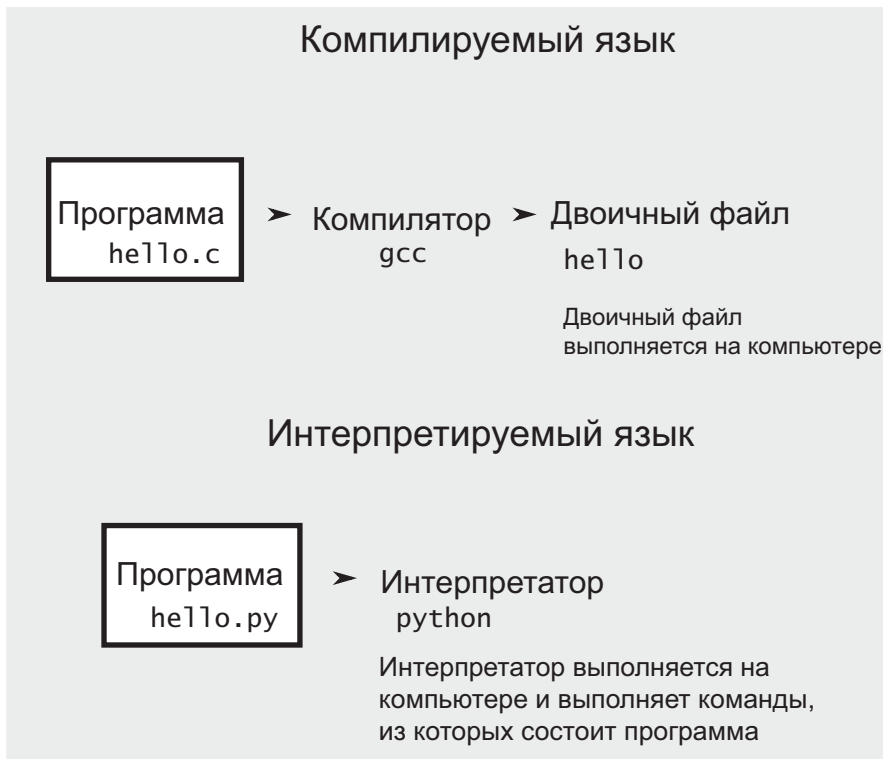 Компилируемый язык
Программа
hello.c
➤ Компилятор
gcc
➤ Двоичный файл
hello
Двоичный файл
выполняется на компьютере
Интерпретируемый язык
Программа
hello.py
➤ Интерпретатор
python
Интерпретатор выполняется на
компьютере и выполняет команды,
из которых состоит программа